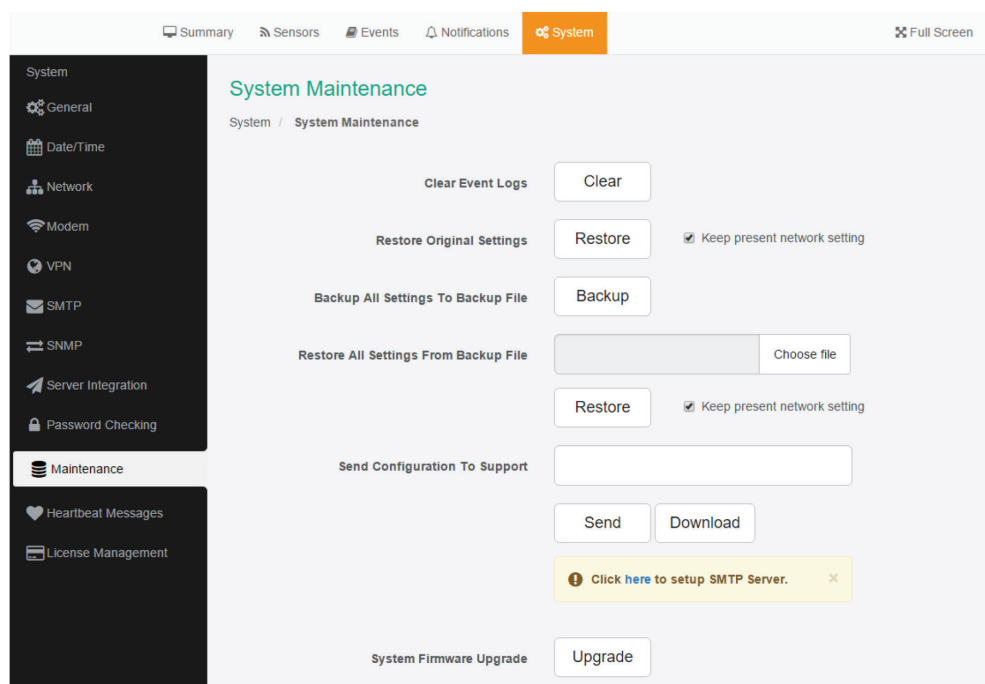 Summary Sensors Events Notifications System Full Screen
System
General
Date/Time
Network
Modem
VPN
SMTP
SNMP
Server Integration
Password Checking
Maintenance
Heartbeat Messages
License Management
System Maintenance
System / System Maintenance
Clear Event Logs Clear
Restore Original Settings Restore Keep present network setting
Backup All Settings To Backup File Backup
Restore All Settings From Backup File Choose file
Restore Keep present network setting
Send Configuration To Support
Send Download
Click here to setup SMTP Server. ×
System Firmware Upgrade Upgrade